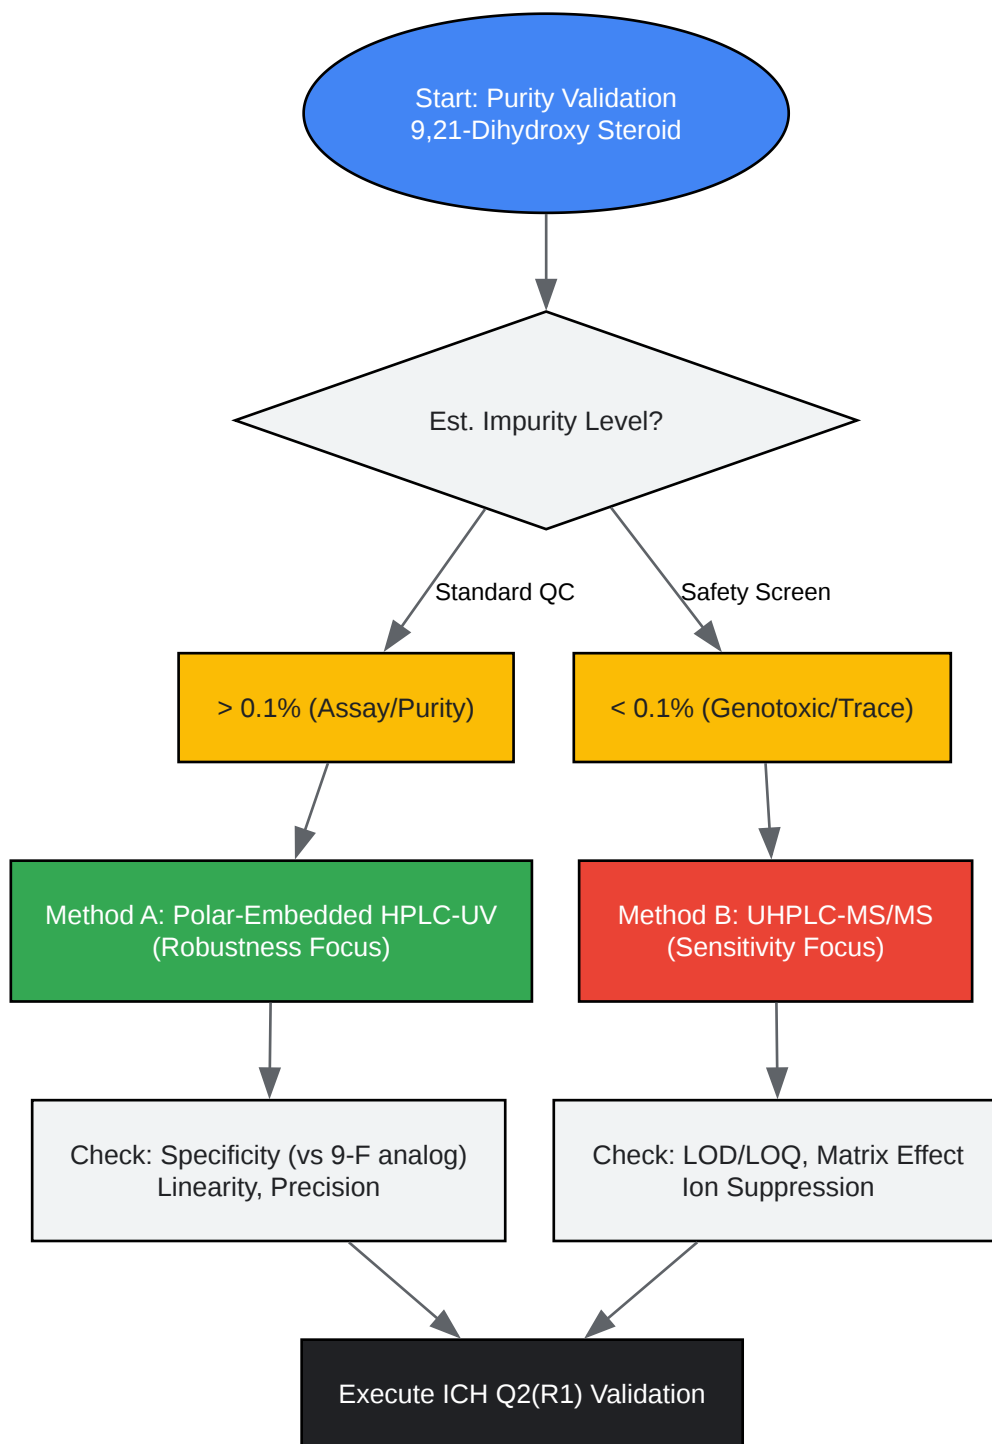 Start: Purity Validation
9,21-Dihydroxy Steroid
Est. Impurity Level?
Standard QC
Safety Screen
> 0.1% (Assay/Purity)
< 0.1% (Genotoxic/Trace)
Method A: Polar-Embedded HPLC-UV
(Robustness Focus)
Method B: UHPLC-MS/MS
(Sensitivity Focus)
Check: Specificity (vs 9-F analog)
Linearity, Precision
Check: LOD/LOQ, Matrix Effect
Ion Suppression
Execute ICH Q2(R1) Validation